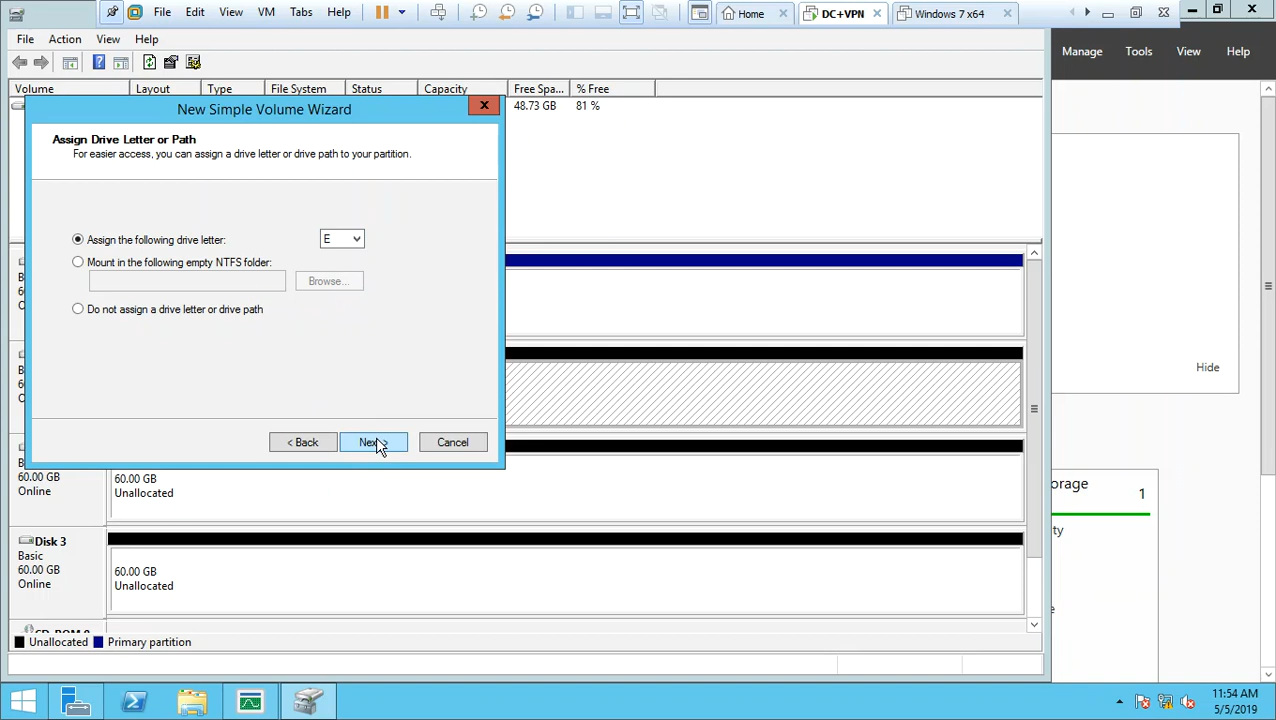 File Edit View VM Tabs Help Home DC+VPN Windows 7 x64
File Action View Help
Manage Tools View Help
Volume Layout Type File System Status Capacity Free Spa... % Free
48.73 GB 81 %
New Simple Volume Wizard
Assign Drive Letter or Path
For easier access, you can assign a drive letter or drive path to your partition.
Assign the following drive letter: E
Mount in the following empty NTFS folder:
Browse...
Do not assign a drive letter or drive path
< Back Cancel
Hide
60.00 GB
Online
60.00 GB
Unallocated
Disk 3
Basic
60.00 GB
Online
60.00 GB
Unallocated
Unallocated Primary partition
1
11:54 AM
5/5/2019